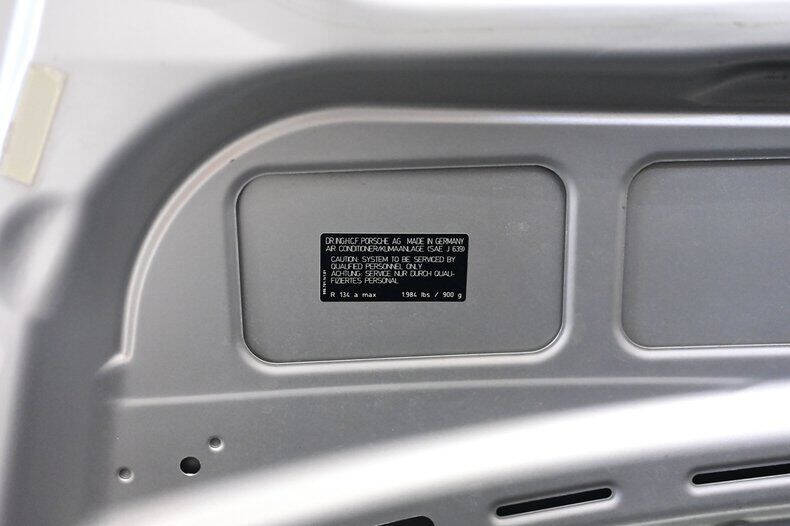 DR.ING.H.C.F. PORSCHE AG MADE IN GERMANY
AIR CONDITIONER/KLIMAANLAGE (SAE J 639)
CAUTION: SYSTEM TO BE SERVICED BY
QUALIFIED PERSONNEL ONLY
ACHTUNG: SERVICE NUR DURCH QUALI-
FIZIERTES PERSONAL
R 134 a max 1.984 lbs / 900 g